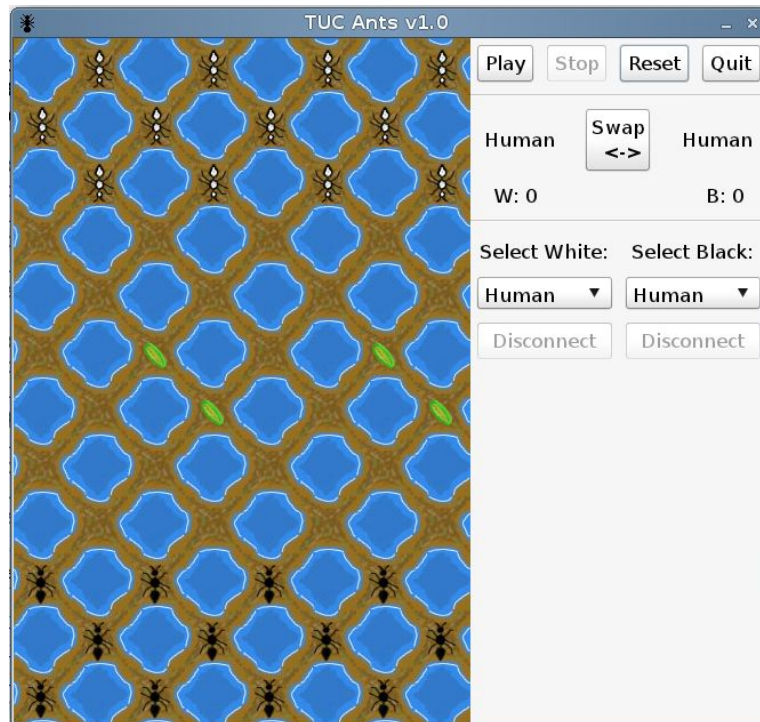 TUC Ants v1.0
Play Stop Reset Quit
Human Swap <-> Human
W: 0 B: 0
Select White: Select Black:
Human Human
Disconnect Disconnect